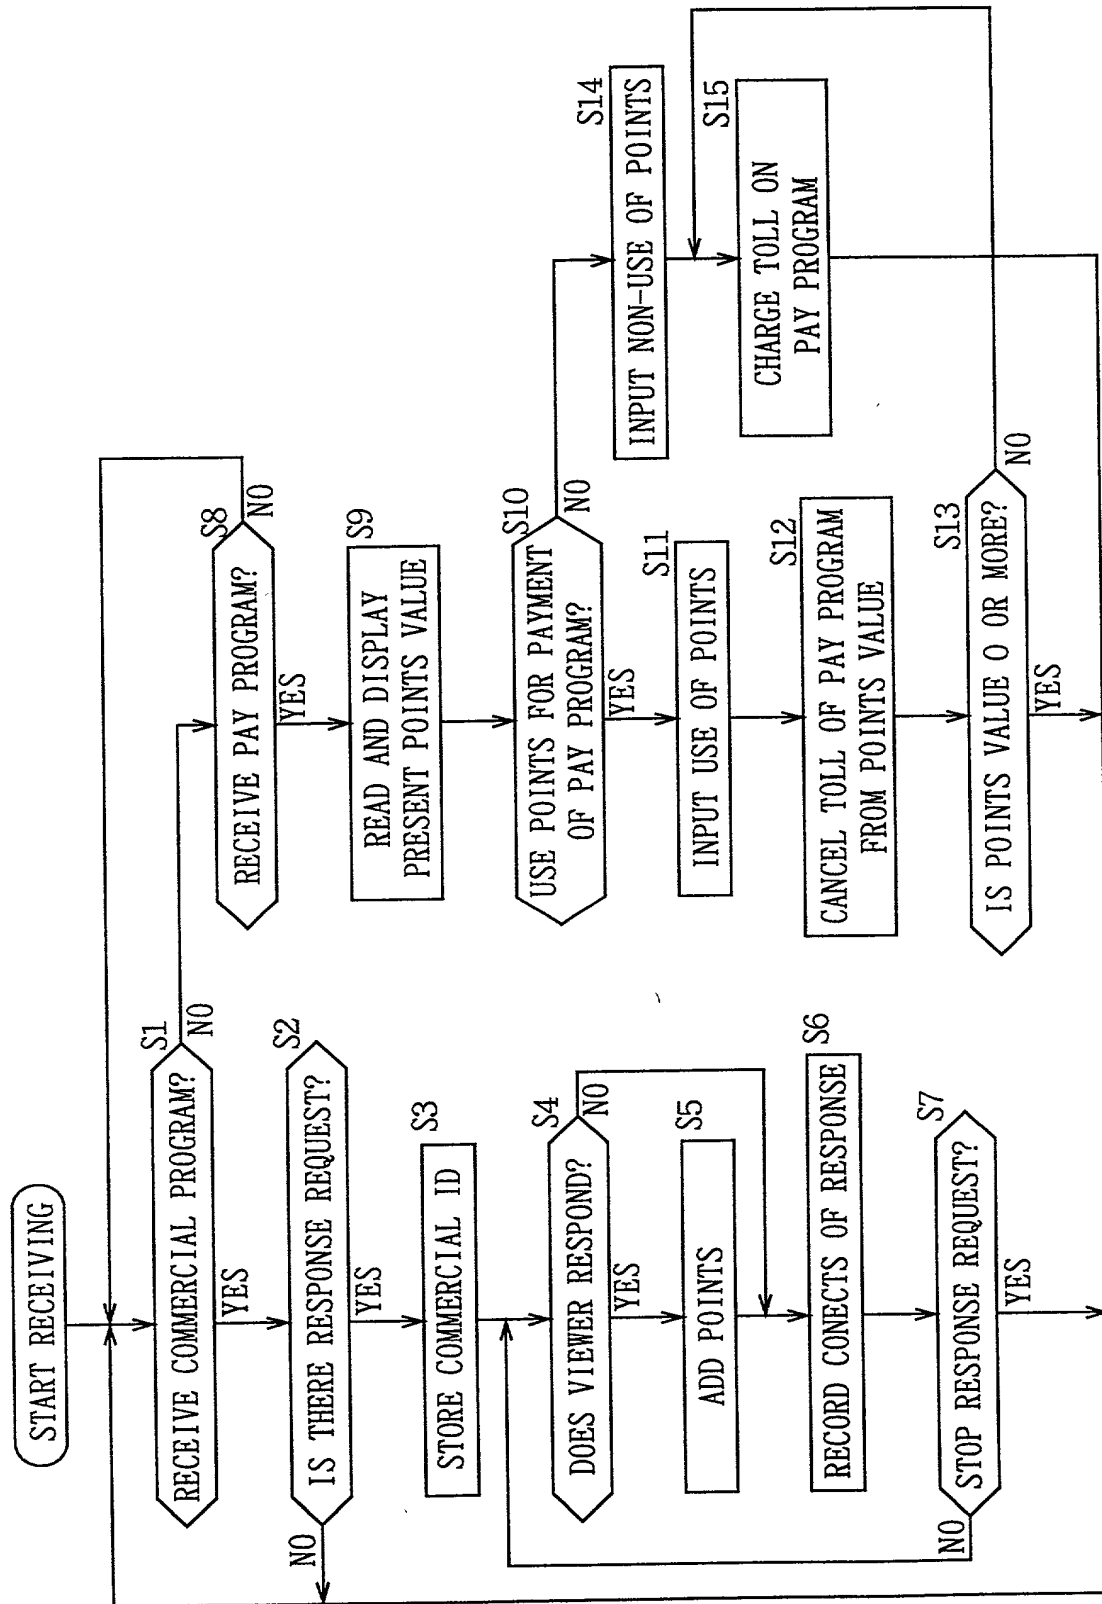 START RECEIVING
RECEIVE COMMERCIAL PROGRAM?
S1
NO
YES
IS THERE RESPONSE REQUEST?
S2
NO
YES
STORE COMMERCIAL ID
S3
DOES VIEWER RESPOND?
S4
NO
YES
ADD POINTS
S5
RECORD CONECTS OF RESPONSE
S6
STOP RESPONSE REQUEST?
S7
NO
YES
RECEIVE PAY PROGRAM?
S8
NO
YES
READ AND DISPLAY
PRESENT POINTS VALUE
S9
USE POINTS FOR PAYMENT
OF PAY PROGRAM?
S10
NO
YES
INPUT USE OF POINTS
S11
CANCEL TOLL OF PAY PROGRAM
FROM POINTS VALUE
S12
IS POINTS VALUE 0 OR MORE?
S13
NO
YES
INPUT NON-USE OF POINTS
S14
CHARGE TOLL ON
PAY PROGRAM
S15